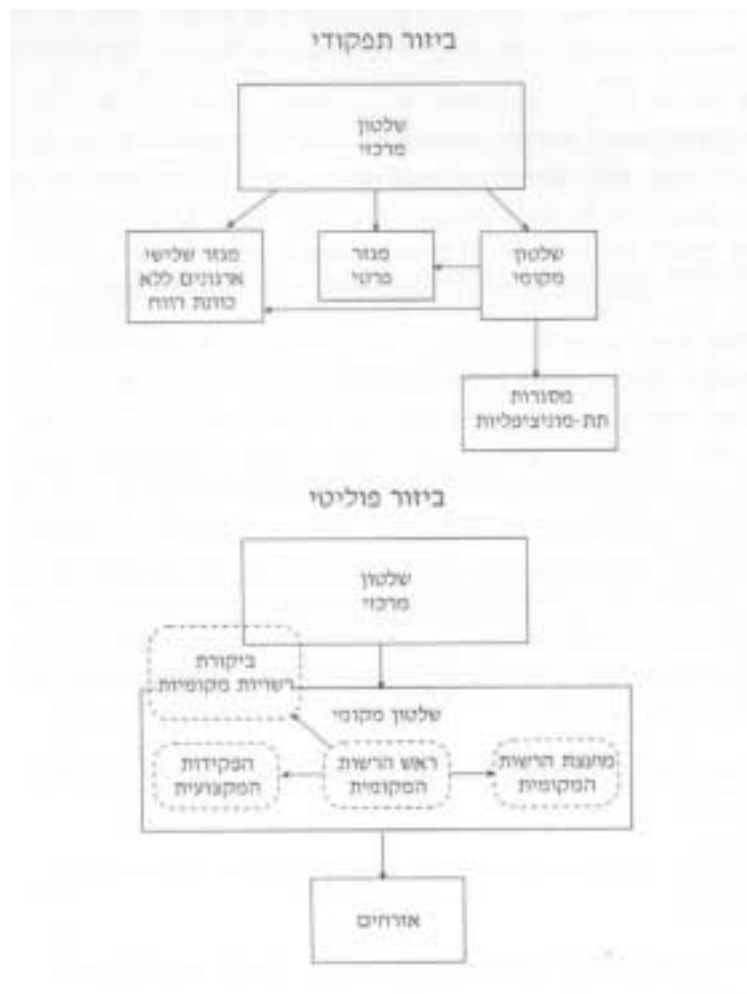 ביזור תפקודי
שלטון
מרכזי
שלטון
מקומי
מגזר
פרטי
מגזר שלישי
ארגונים ללא
כוונת רווח
מסורות
תת-מוניציפליות
ביזור פוליטי
שלטון
מרכזי
ביקורת
רשויות מקומיות
שלטון מקומי
מועצת הרשות
המקומית
ראש הרשות
המקומית
הפקידות
המקצועית
אזרחים